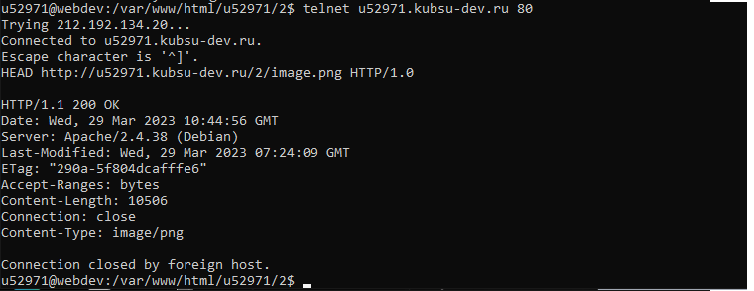 u52971@webdev:/var/www/html/u52971/2$ telnet u52971.kubsu-dev.ru 80
Trying 212.192.134.20...
Connected to u52971.kubsu-dev.ru.
Escape character is '^]'.
HEAD http://u52971.kubsu-dev.ru/2/image.png HTTP/1.0

HTTP/1.1 200 OK
Date: Wed, 29 Mar 2023 10:44:56 GMT
Server: Apache/2.4.38 (Debian)
Last-Modified: Wed, 29 Mar 2023 07:24:09 GMT
ETag: "290a-5f804dcafffe6"
Accept-Ranges: bytes
Content-Length: 10506
Connection: close
Content-Type: image/png

Connection closed by foreign host.
u52971@webdev:/var/www/html/u52971/2$